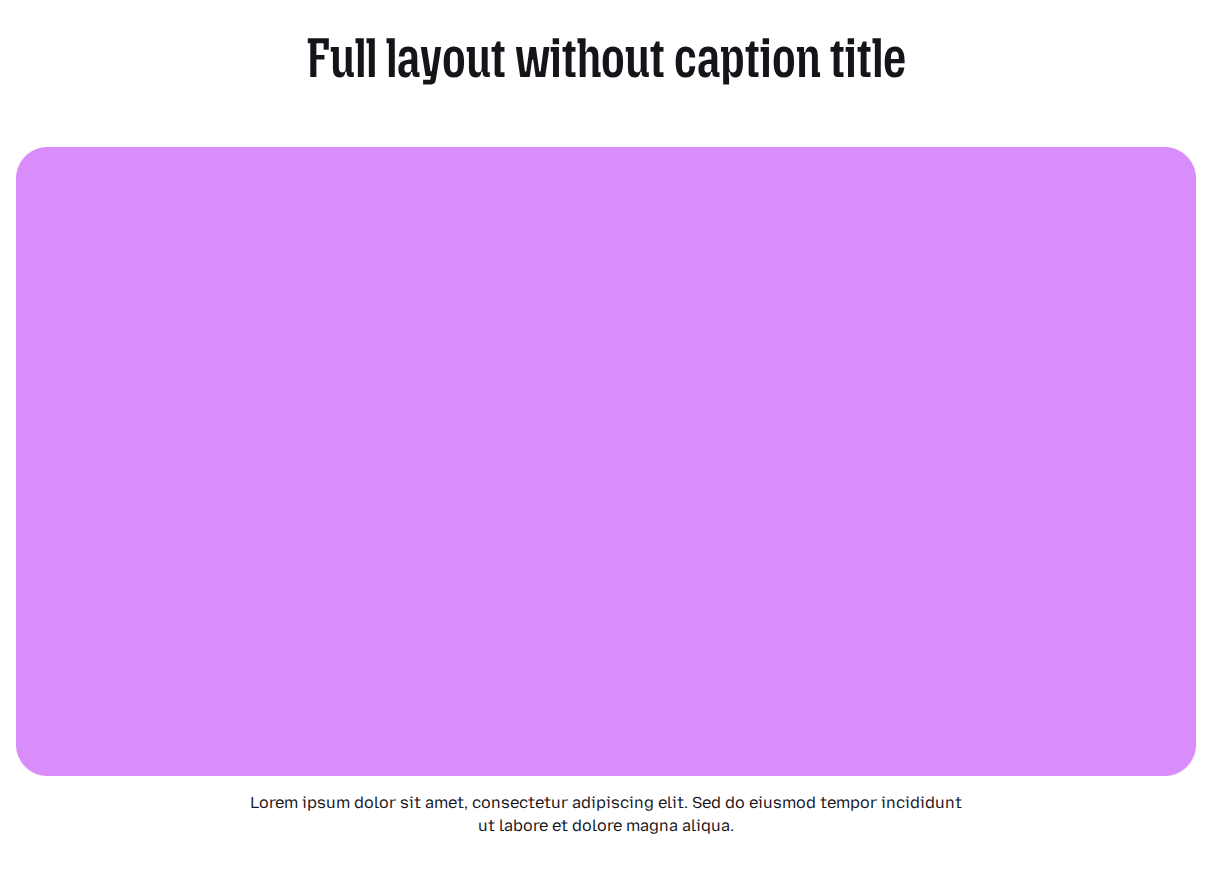 Full layout without caption title
Lorem ipsum dolor sit amet, consectetur adipiscing elit. Sed do eiusmod tempor incididunt
ut labore et dolore magna aliqua.